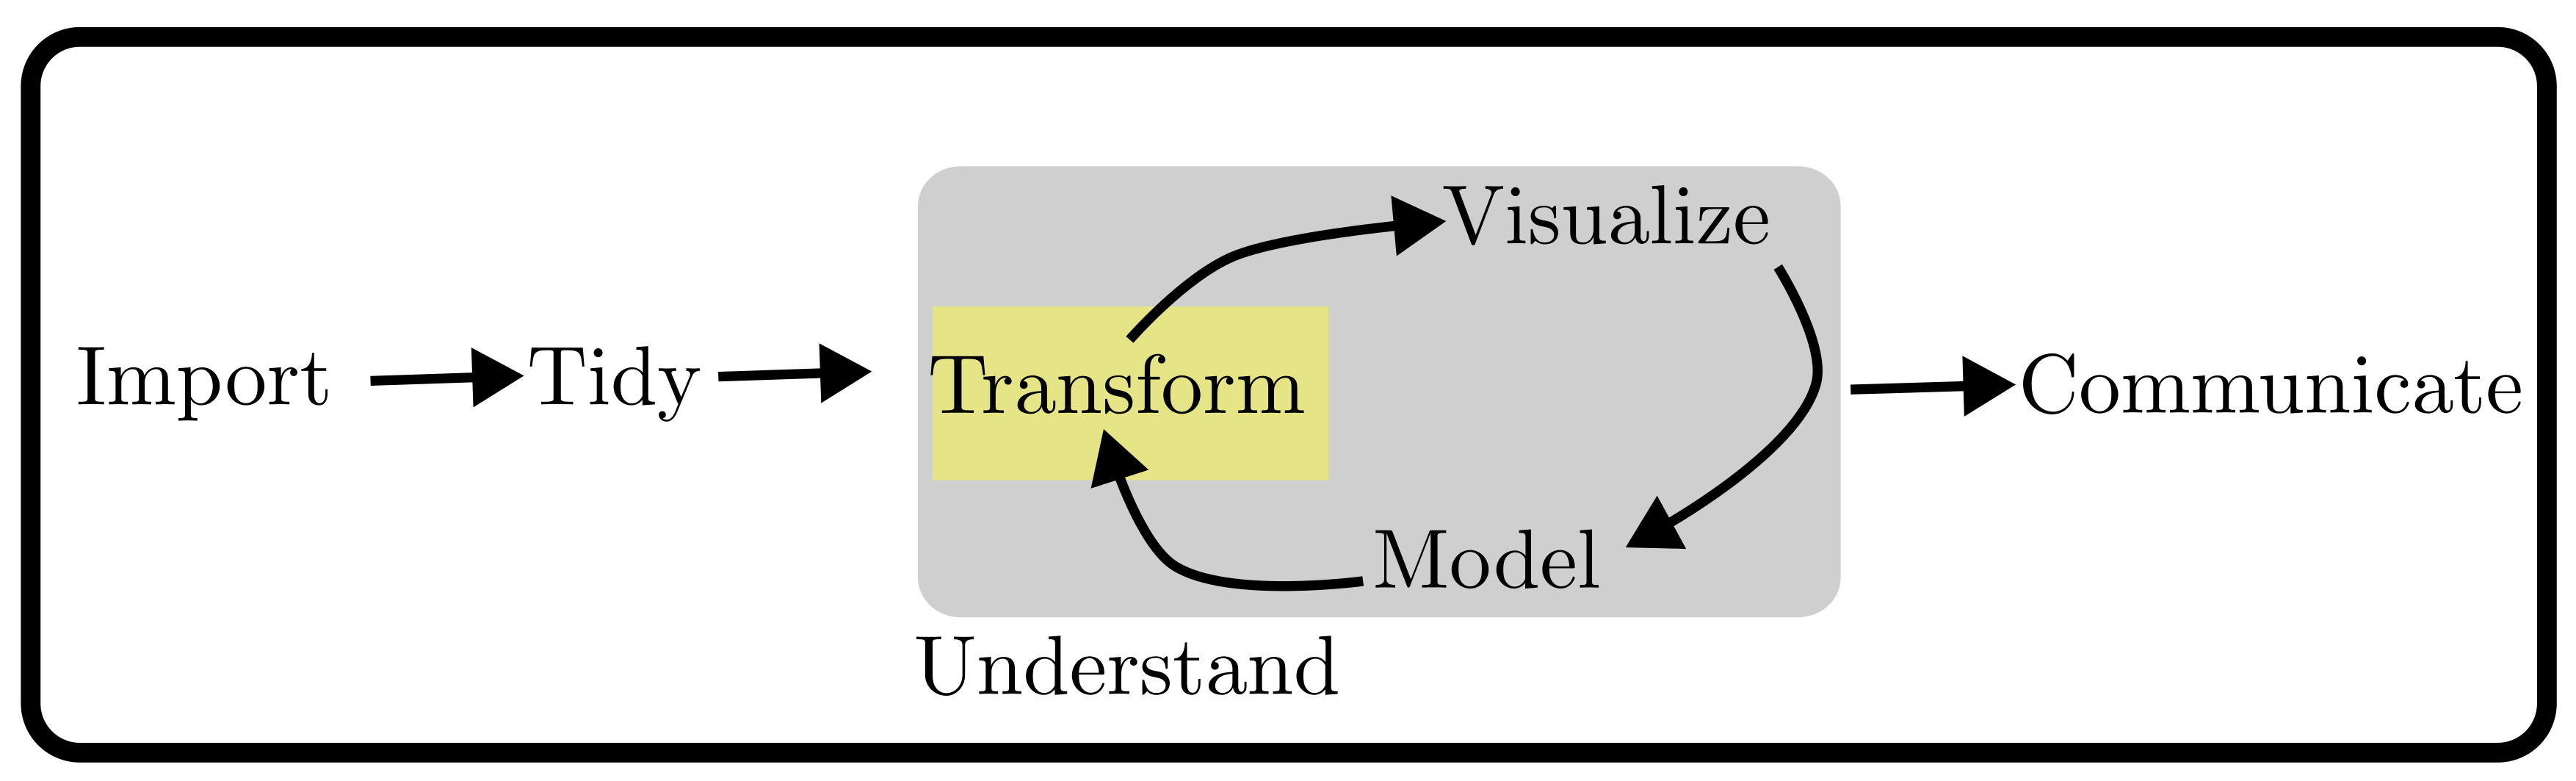 Import
Tidy
Transform
Visualize
Model
Understand
Communicate